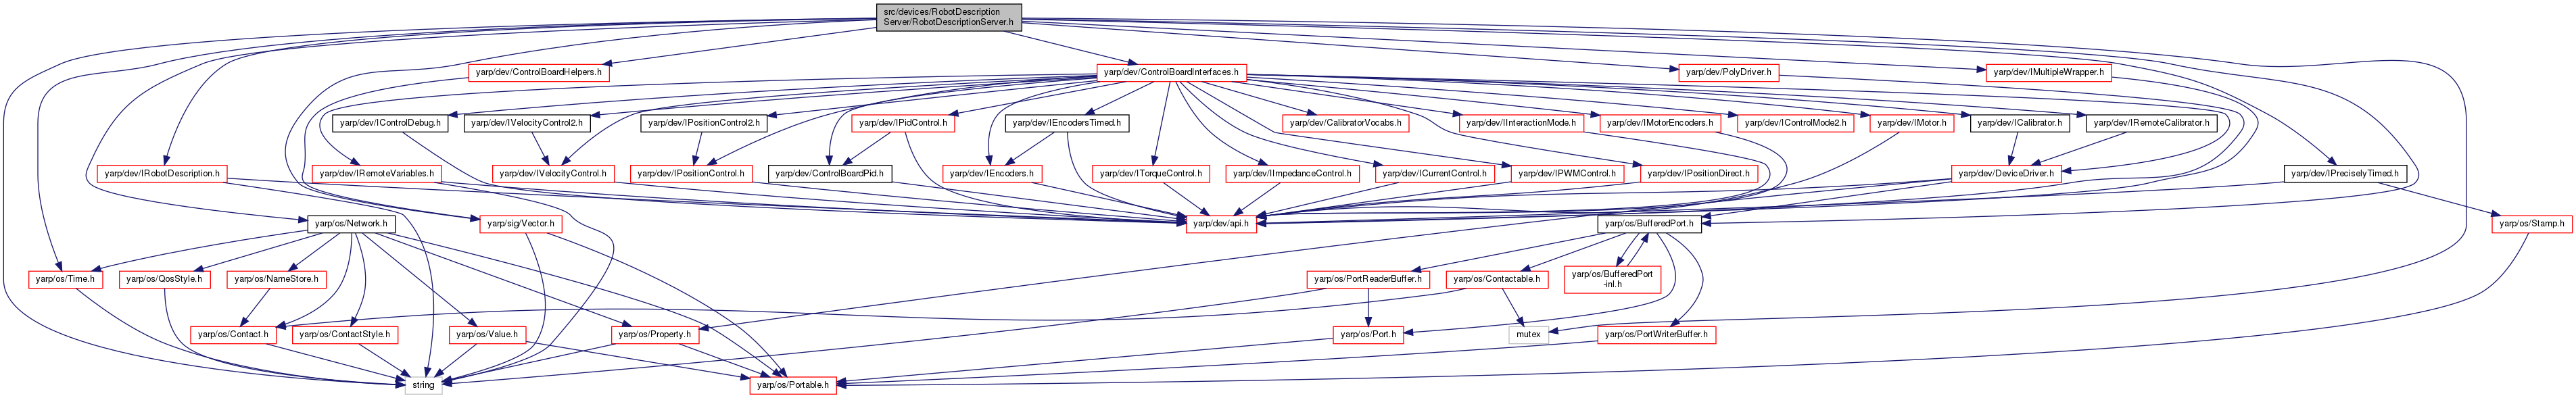 src/devices/RobotDescription
Server/RobotDescriptionServer.h
yarp/dev/ControlBoardHelpers.h
yarp/dev/ControlBoardInterfaces.h
yarp/dev/PolyDriver.h
yarp/dev/IMultipleWrapper.h
yarp/dev/IControlDebug.h
yarp/dev/IVelocityControl2.h
yarp/dev/IPositionControl2.h
yarp/dev/IPidControl.h
yarp/dev/IEncodersTimed.h
yarp/dev/CalibratorVocabs.h
yarp/dev/IInteractionMode.h
yarp/dev/IMotorEncoders.h
yarp/dev/IControlMode2.h
yarp/dev/IMotor.h
yarp/dev/ICalibrator.h
yarp/dev/IRemoteCalibrator.h
yarp/dev/IRobotDescription.h
yarp/dev/IRemoteVariables.h
yarp/dev/IVelocityControl.h
yarp/dev/IPositionControl.h
yarp/dev/ControlBoardPid.h
yarp/dev/IEncoders.h
yarp/dev/ITorqueControl.h
yarp/dev/IImpedanceControl.h
yarp/dev/ICurrentControl.h
yarp/dev/IPWMControl.h
yarp/dev/IPositionDirect.h
yarp/dev/DeviceDriver.h
yarp/dev/IPreciselyTimed.h
yarp/os/Network.h
yarp/sig/Vector.h
yarp/dev/api.h
yarp/os/BufferedPort.h
yarp/os/Stamp.h
yarp/os/Time.h
yarp/os/QosStyle.h
yarp/os/NameStore.h
yarp/os/PortReaderBuffer.h
yarp/os/Contactable.h
yarp/os/BufferedPort
-inl.h
yarp/os/Contact.h
yarp/os/ContactStyle.h
yarp/os/Value.h
yarp/os/Property.h
yarp/os/Port.h
mutex
yarp/os/PortWriterBuffer.h
string
yarp/os/Portable.h